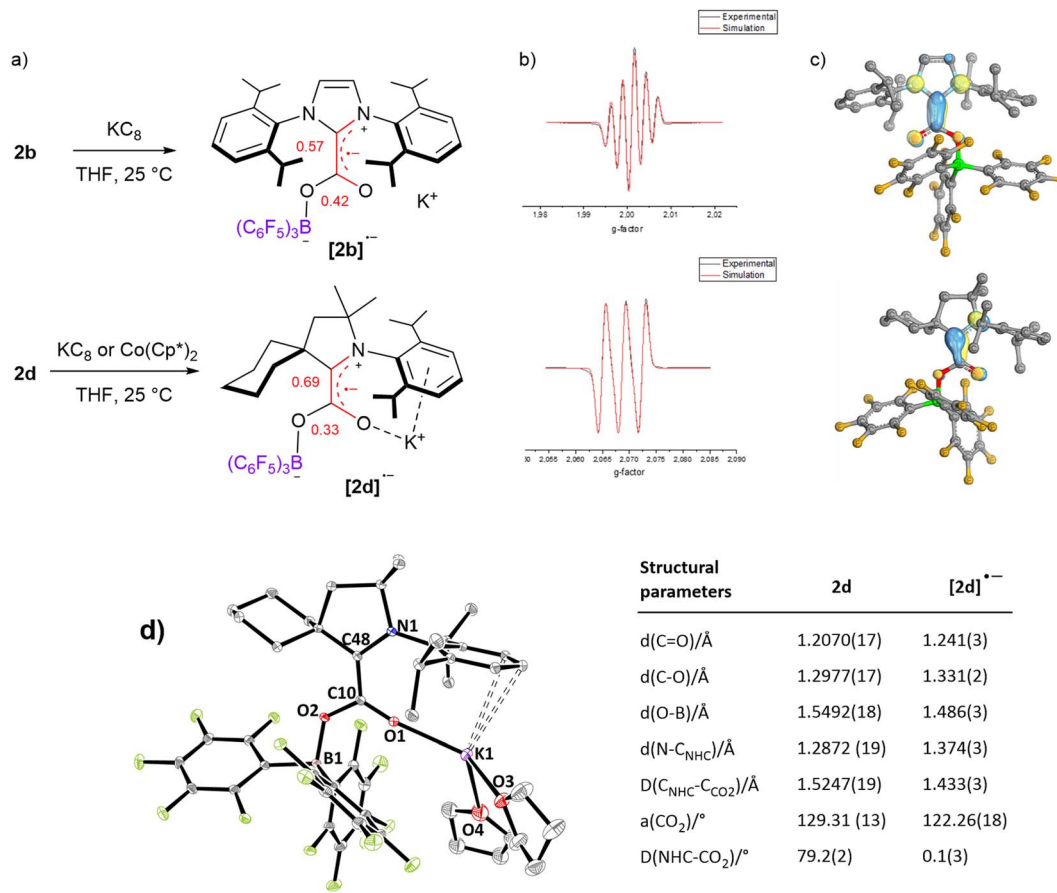 a)
2b
KC₈
THF, 25 °C
N
N
+
0.57
•−
O
O
0.42
K⁺
(C₆F₅)₃B
−
[2b]•−
b)
Experimental
Simulation
1,98 1,99 2,00 2,01 2,02
g-factor
c)
2d
KC₈ or Co(Cp*)₂
THF, 25 °C
N
+
0.69
•−
O
O
0.33
K⁺
(C₆F₅)₃B
−
[2d]•−
Experimental
Simulation
2,055 2,060 2,065 2,070 2,075 2,080 2,085 2,090
g-factor
d)
N1
C48
C10
O2
O1
B1
K1
O3
O4
Structural parameters 2d [2d]•−
d(C=O)/Å 1.2070(17) 1.241(3)
d(C-O)/Å 1.2977(17) 1.331(2)
d(O-B)/Å 1.5492(18) 1.486(3)
d(N-C_NHC)/Å 1.2872 (19) 1.374(3)
D(C_NHC-C_CO2)/Å 1.5247(19) 1.433(3)
a(CO₂)/° 129.31 (13) 122.26(18)
D(NHC-CO₂)/° 79.2(2) 0.1(3)